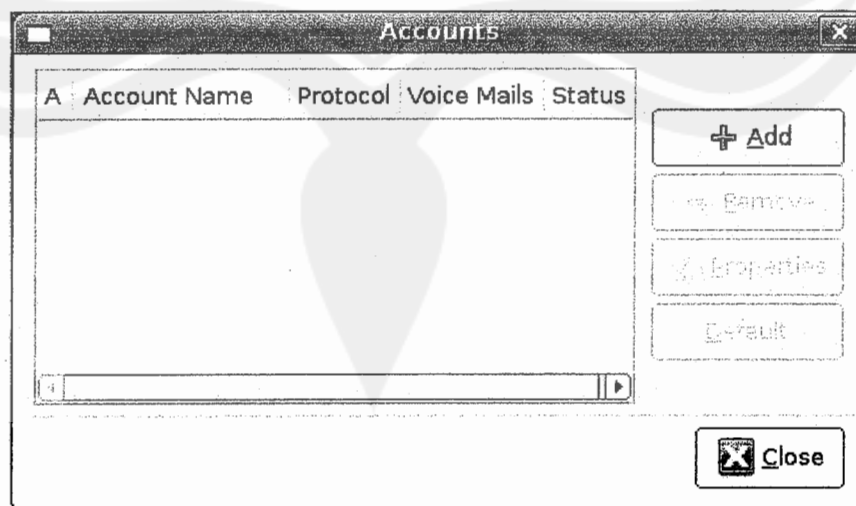 Accounts
A Account Name Protocol Voice Mails Status
Add
Remove
Properties
Default
Close